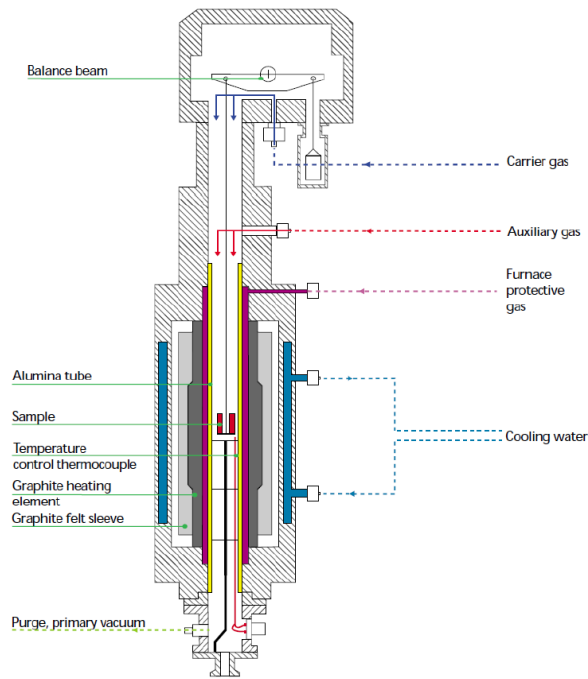 Balance beam
Carrier gas
Auxiliary gas
Furnace
protective
gas
Alumina tube
Sample
Cooling water
Temperature
control thermocouple
Graphite heating
element
Graphite felt sleeve
Purge, primary vacuum